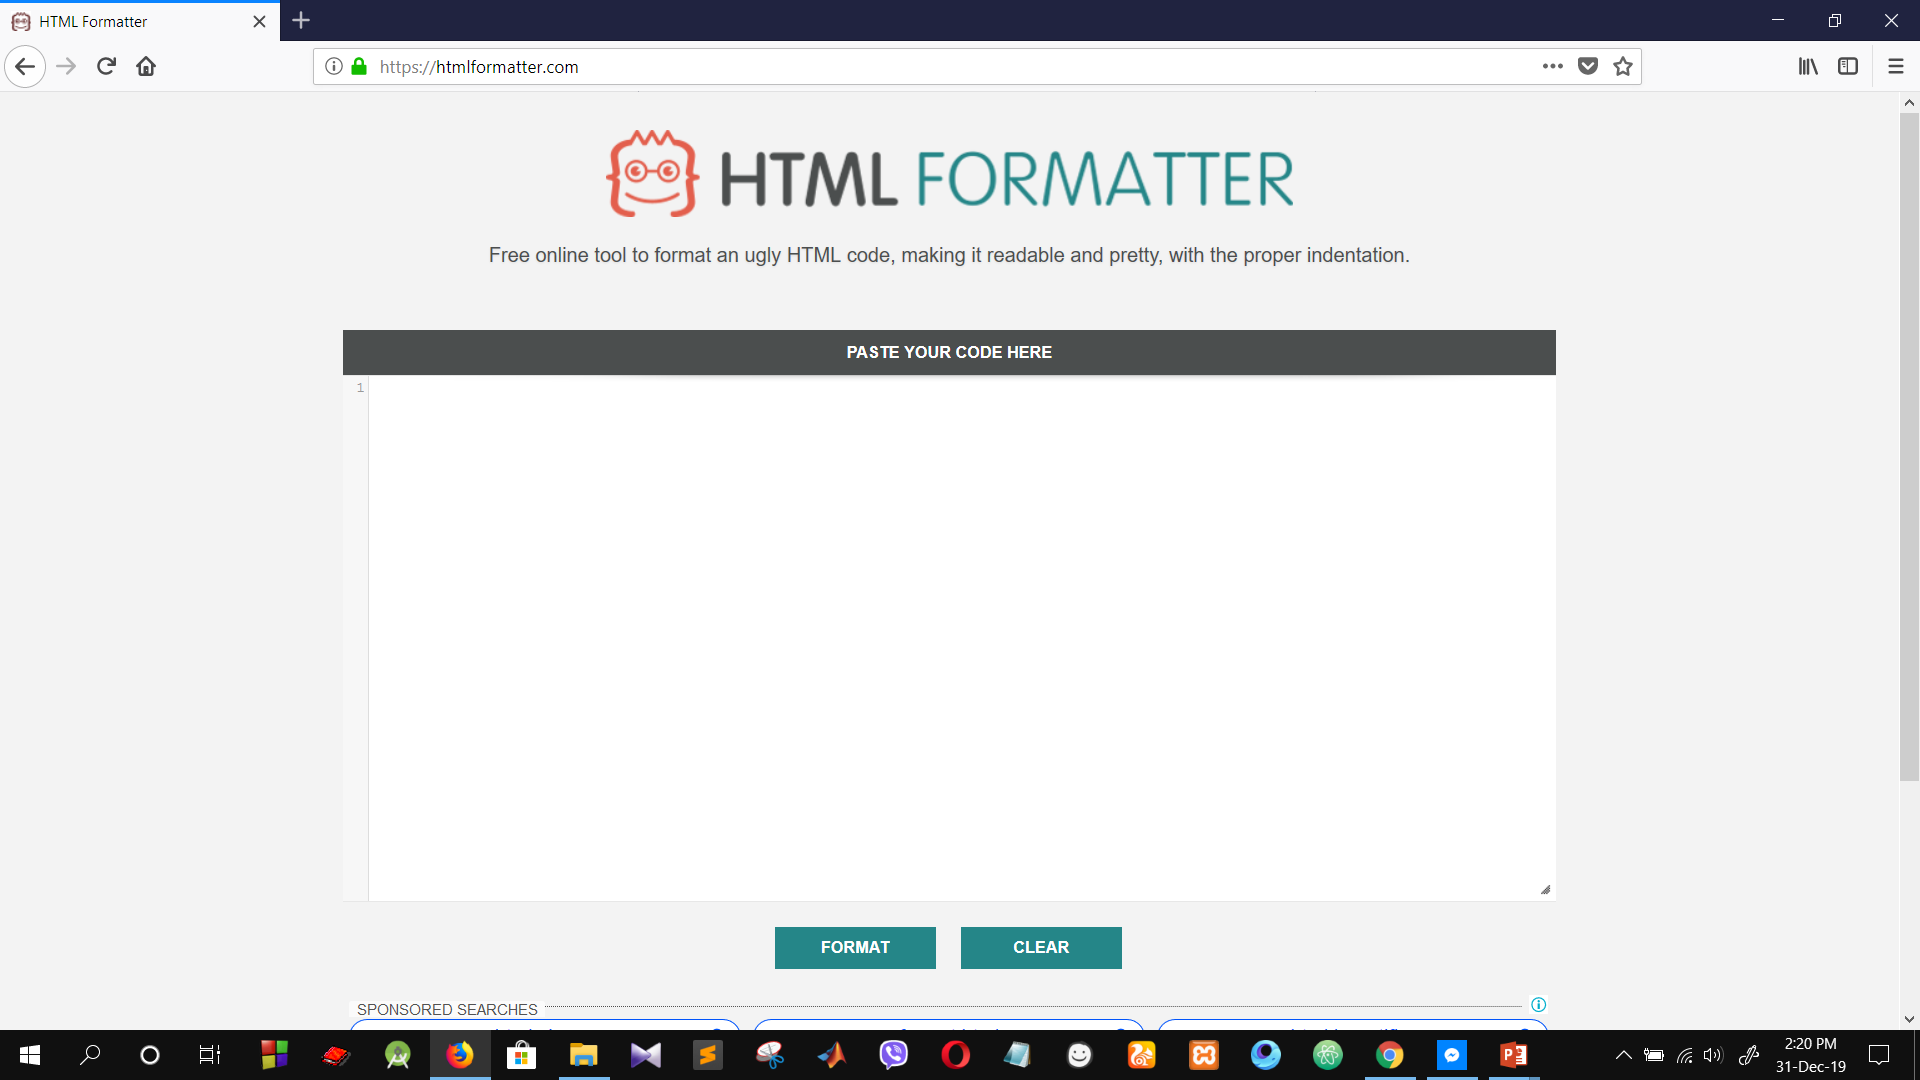 HTML Formatter
https://htmlformatter.com
HTML FORMATTER
Free online tool to format an ugly HTML code, making it readable and pretty, with the proper indentation.
PASTE YOUR CODE HERE
1
FORMAT CLEAR
SPONSORED SEARCHES
2:20 PM
31-Dec-19